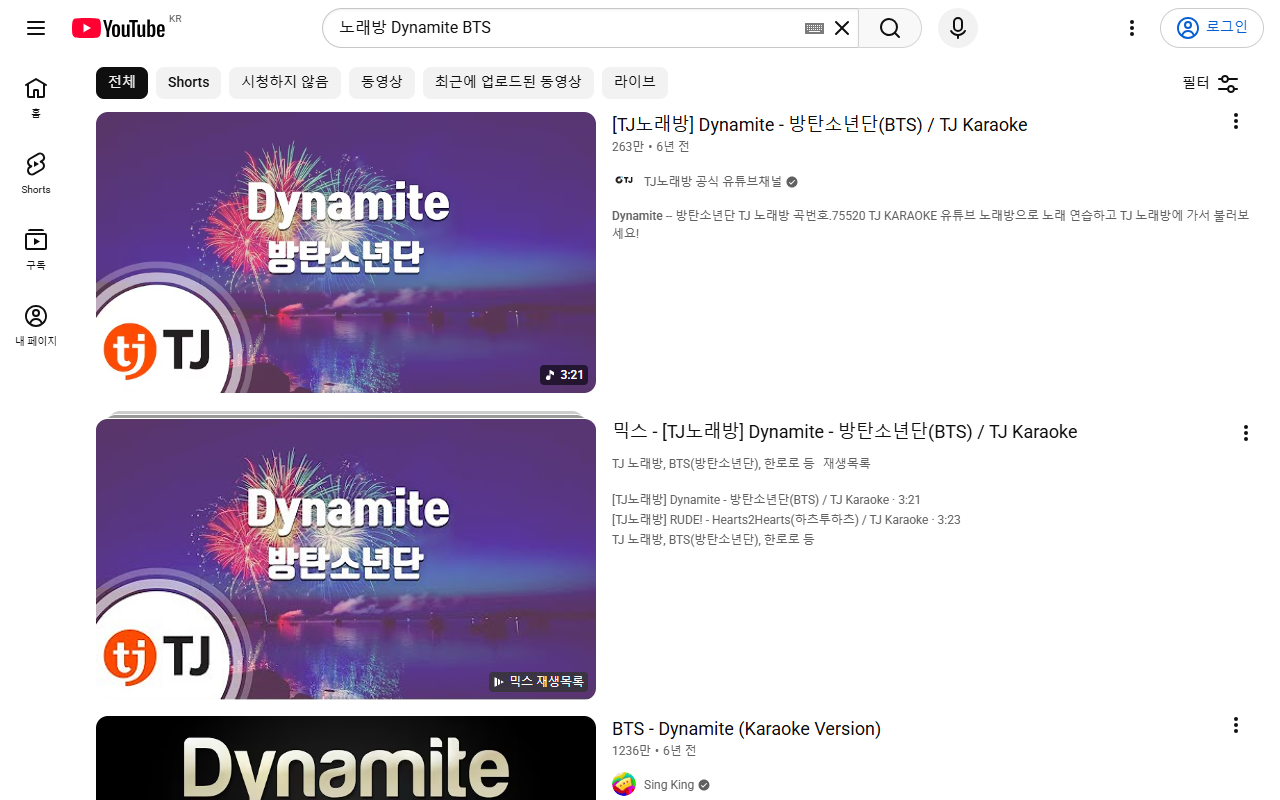 YouTube KR
노래방 Dynamite BTS
로그인
홈
Shorts
구독
내 페이지
전체
Shorts
시청하지 않음
동영상
최근에 업로드된 동영상
라이브
필터
Dynamite
방탄소년단
tj TJ
3:21
[TJ노래방] Dynamite - 방탄소년단(BTS) / TJ Karaoke
263만 • 6년 전
TJ
TJ노래방 공식 유튜브채널
Dynamite -- 방탄소년단 TJ 노래방 곡번호.75520 TJ KARAOKE 유튜브 노래방으로 노래 연습하고 TJ 노래방에 가서 불러보
세요!
Dynamite
방탄소년단
tj TJ
믹스 재생목록
믹스 - [TJ노래방] Dynamite - 방탄소년단(BTS) / TJ Karaoke
TJ 노래방, BTS(방탄소년단), 한로로 등 재생목록
[TJ노래방] Dynamite - 방탄소년단(BTS) / TJ Karaoke · 3:21
[TJ노래방] RUDE! - Hearts2Hearts(하츠투하츠) / TJ Karaoke · 3:23
TJ 노래방, BTS(방탄소년단), 한로로 등
Dynamite
BTS - Dynamite (Karaoke Version)
1236만 • 6년 전
Sing King